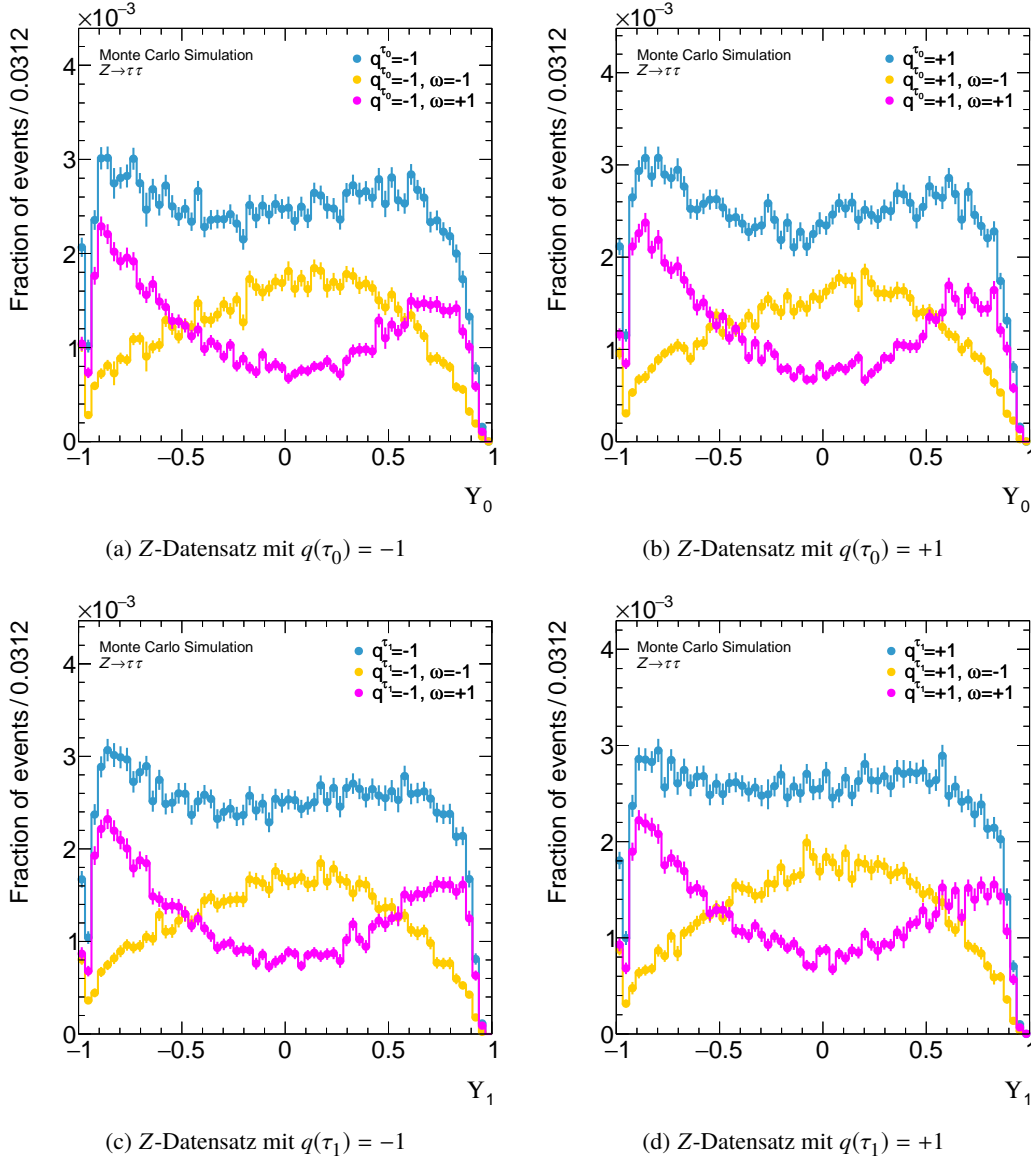 ×10⁻³
Fraction of events / 0.0312
Monte Carlo Simulation
Z→ττ
q^τ₀=−1
q^τ₀=−1, ω=−1
q^τ₀=−1, ω=+1
4
3
2
1
0
−1 −0.5 0 0.5 1
Y₀
(a) Z-Datensatz mit q(τ₀) = −1
×10⁻³
Fraction of events / 0.0312
Monte Carlo Simulation
Z→ττ
q^τ₀=+1
q^τ₀=+1, ω=−1
q^τ₀=+1, ω=+1
4
3
2
1
0
−1 −0.5 0 0.5 1
Y₀
(b) Z-Datensatz mit q(τ₀) = +1
×10⁻³
Fraction of events / 0.0312
Monte Carlo Simulation
Z→ττ
q^τ₁=−1
q^τ₁=−1, ω=−1
q^τ₁=−1, ω=+1
4
3
2
1
0
−1 −0.5 0 0.5 1
Y₁
(c) Z-Datensatz mit q(τ₁) = −1
×10⁻³
Fraction of events / 0.0312
Monte Carlo Simulation
Z→ττ
q^τ₁=+1
q^τ₁=+1, ω=−1
q^τ₁=+1, ω=+1
4
3
2
1
0
−1 −0.5 0 0.5 1
Y₁
(d) Z-Datensatz mit q(τ₁) = +1